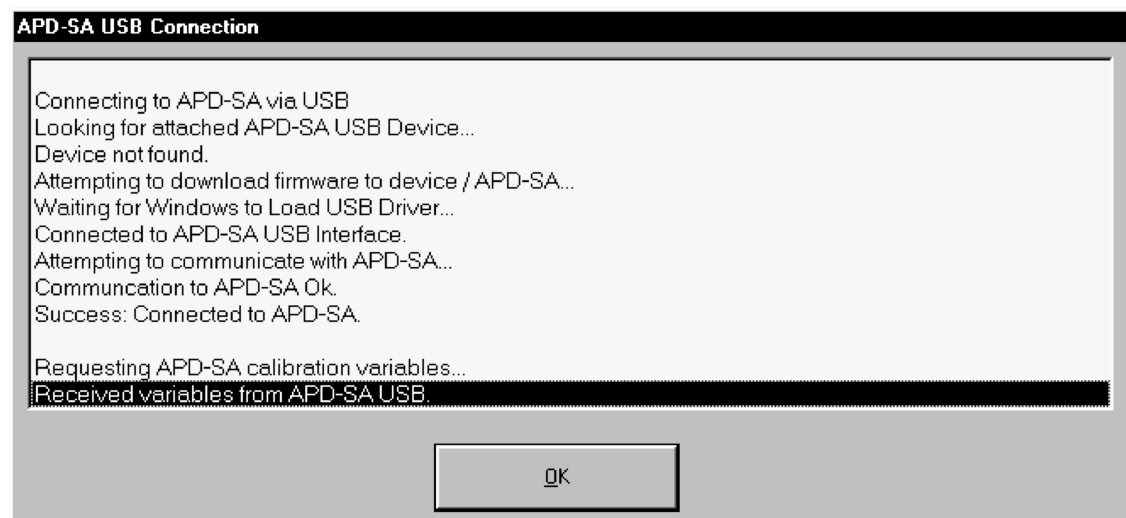 APD-SA USB Connection
Connecting to APD-SA via USB
Looking for attached APD-SA USB Device...
Device not found.
Attempting to download firmware to device / APD-SA...
Waiting for Windows to Load USB Driver...
Connected to APD-SA USB Interface.
Attempting to communicate with APD-SA...
Communcation to APD-SA Ok.
Success: Connected to APD-SA.
Requesting APD-SA calibration variables...
Received variables from APD-SA USB.
OK